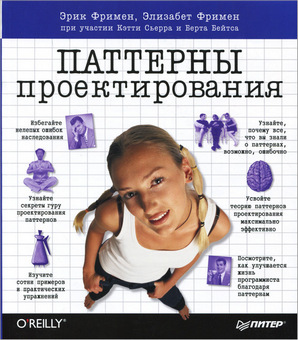 Эрик Фримен, Элизабет Фримен
при участии Кэтти Сьерра и Берта Бейтса
ПАТТЕРНЫ
проектирования
Избегайте
нелепых ошибок
наследования
Узнайте,
почему все,
что вы знали
о паттернах,
возможно, ошибочно
Узнайте
секреты гуру
проектирования
паттернов
Усвойте
теорию паттернов
проектирования
максимально
эффективно
Изучите
сотни примеров
и практических
упражнений
Посмотрите,
как улучшается
жизнь
программиста
благодаря
паттернам
O'REILLY®
ПИТЕР®